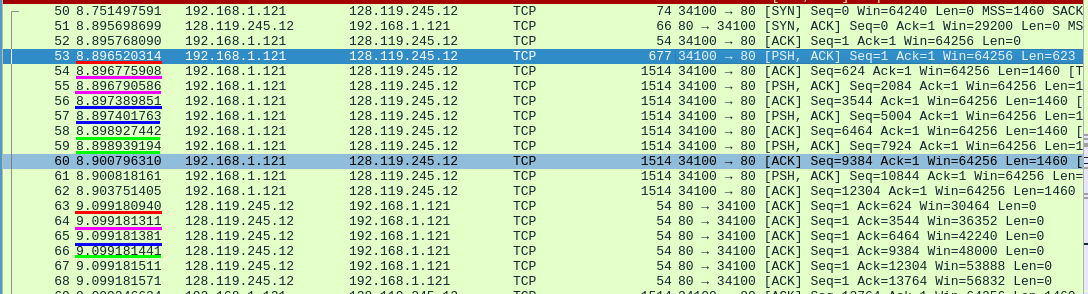 50 8.751497591 192.168.1.121 128.119.245.12 TCP 74 34100 → 80 [SYN] Seq=0 Win=64240 Len=0 MSS=1460 SACK
51 8.895698699 128.119.245.12 192.168.1.121 TCP 66 80 → 34100 [SYN, ACK] Seq=0 Ack=1 Win=29200 Len=0 MS
52 8.895768090 192.168.1.121 128.119.245.12 TCP 54 34100 → 80 [ACK] Seq=1 Ack=1 Win=64256 Len=0
53 8.896520314 192.168.1.121 128.119.245.12 TCP 677 34100 → 80 [PSH, ACK] Seq=1 Ack=1 Win=64256 Len=623
54 8.896775908 192.168.1.121 128.119.245.12 TCP 1514 34100 → 80 [ACK] Seq=624 Ack=1 Win=64256 Len=1460 [T
55 8.896790586 192.168.1.121 128.119.245.12 TCP 1514 34100 → 80 [PSH, ACK] Seq=2084 Ack=1 Win=64256 Len=1
56 8.897389851 192.168.1.121 128.119.245.12 TCP 1514 34100 → 80 [ACK] Seq=3544 Ack=1 Win=64256 Len=1460 [
57 8.897401763 192.168.1.121 128.119.245.12 TCP 1514 34100 → 80 [PSH, ACK] Seq=5004 Ack=1 Win=64256 Len=1
58 8.898927442 192.168.1.121 128.119.245.12 TCP 1514 34100 → 80 [ACK] Seq=6464 Ack=1 Win=64256 Len=1460 [
59 8.898939194 192.168.1.121 128.119.245.12 TCP 1514 34100 → 80 [PSH, ACK] Seq=7924 Ack=1 Win=64256 Len=1
60 8.900796310 192.168.1.121 128.119.245.12 TCP 1514 34100 → 80 [ACK] Seq=9384 Ack=1 Win=64256 Len=1460 [
61 8.900818161 192.168.1.121 128.119.245.12 TCP 1514 34100 → 80 [PSH, ACK] Seq=10844 Ack=1 Win=64256 Len=
62 8.903751405 192.168.1.121 128.119.245.12 TCP 1514 34100 → 80 [ACK] Seq=12304 Ack=1 Win=64256 Len=1460
63 9.099180940 128.119.245.12 192.168.1.121 TCP 54 80 → 34100 [ACK] Seq=1 Ack=624 Win=30464 Len=0
64 9.099181311 128.119.245.12 192.168.1.121 TCP 54 80 → 34100 [ACK] Seq=1 Ack=3544 Win=36352 Len=0
65 9.099181381 128.119.245.12 192.168.1.121 TCP 54 80 → 34100 [ACK] Seq=1 Ack=6464 Win=42240 Len=0
66 9.099181441 128.119.245.12 192.168.1.121 TCP 54 80 → 34100 [ACK] Seq=1 Ack=9384 Win=48000 Len=0
67 9.099181511 128.119.245.12 192.168.1.121 TCP 54 80 → 34100 [ACK] Seq=1 Ack=12304 Win=53888 Len=0
68 9.099181571 128.119.245.12 192.168.1.121 TCP 54 80 → 34100 [ACK] Seq=1 Ack=13764 Win=56832 Len=0